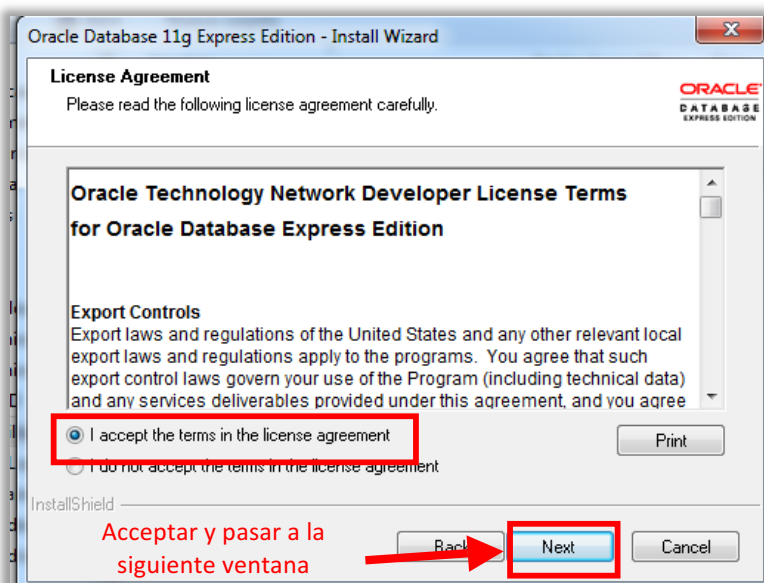 Oracle Database 11g Express Edition - Install Wizard
License Agreement
Please read the following license agreement carefully.
ORACLE
DATABASE
EXPRESS EDITION
Oracle Technology Network Developer License Terms
for Oracle Database Express Edition
Export Controls
Export laws and regulations of the United States and any other relevant local
export laws and regulations apply to the programs.  You agree that such
export control laws govern your use of the Program (including technical data)
and any services deliverables provided under this agreement, and you agree
I accept the terms in the license agreement
Print
I do not accept the terms in the license agreement
InstallShield
Acceptar y pasar a la
siguiente ventana
Back
Next
Cancel